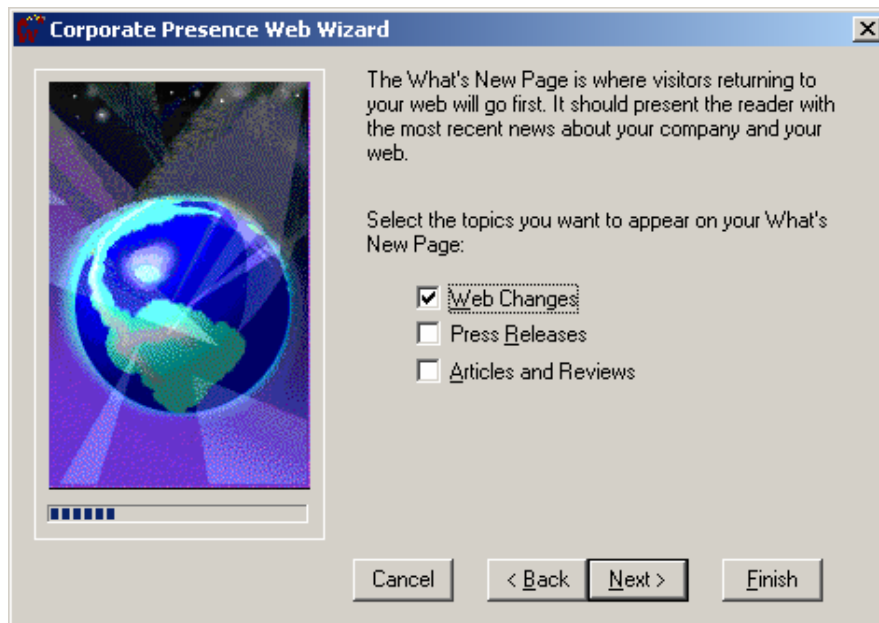 Corporate Presence Web Wizard
The What's New Page is where visitors returning to
your web will go first. It should present the reader with
the most recent news about your company and your
web.
Select the topics you want to appear on your What's
New Page:
Web Changes
Press Releases
Articles and Reviews
Cancel
< Back
Next >
Finish